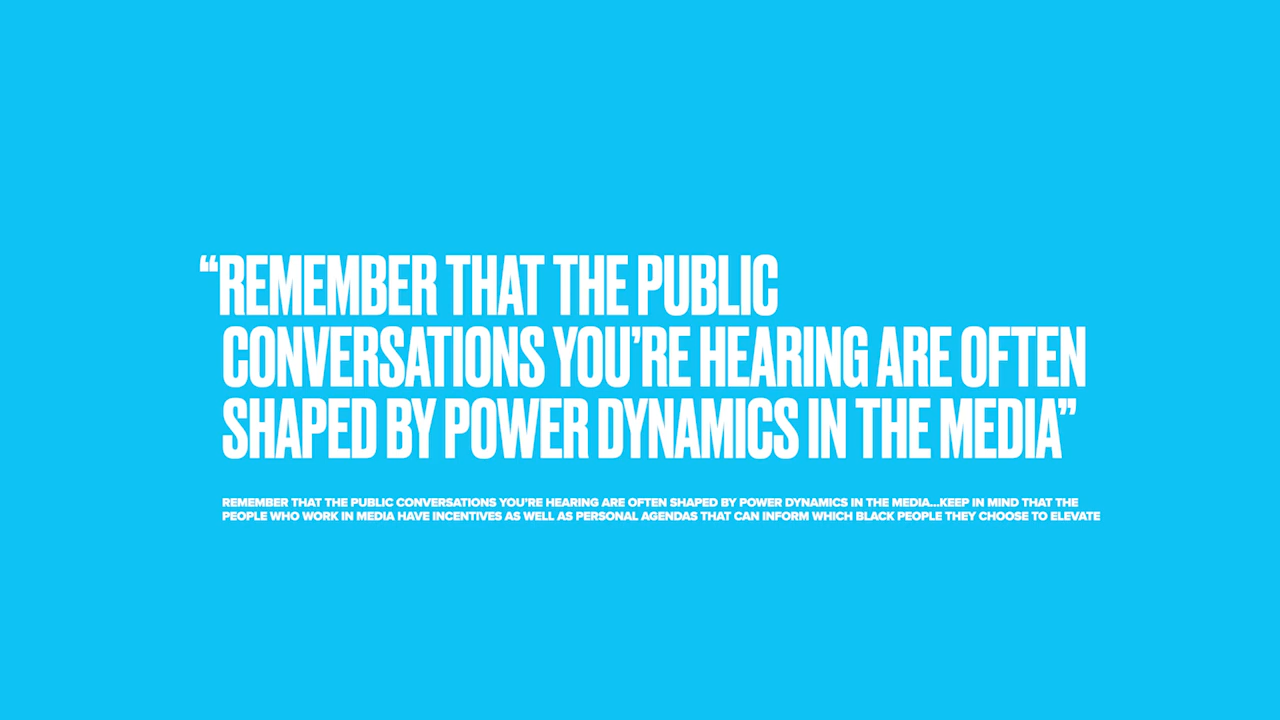 “REMEMBER THAT THE PUBLIC
CONVERSATIONS YOU’RE HEARING ARE OFTEN
SHAPED BY POWER DYNAMICS IN THE MEDIA”
REMEMBER THAT THE PUBLIC CONVERSATIONS YOU’RE HEARING ARE OFTEN SHAPED BY POWER DYNAMICS IN THE MEDIA...KEEP IN MIND THAT THE
PEOPLE WHO WORK IN MEDIA HAVE INCENTIVES AS WELL AS PERSONAL AGENDAS THAT CAN INFORM WHICH BLACK PEOPLE THEY CHOOSE TO ELEVATE